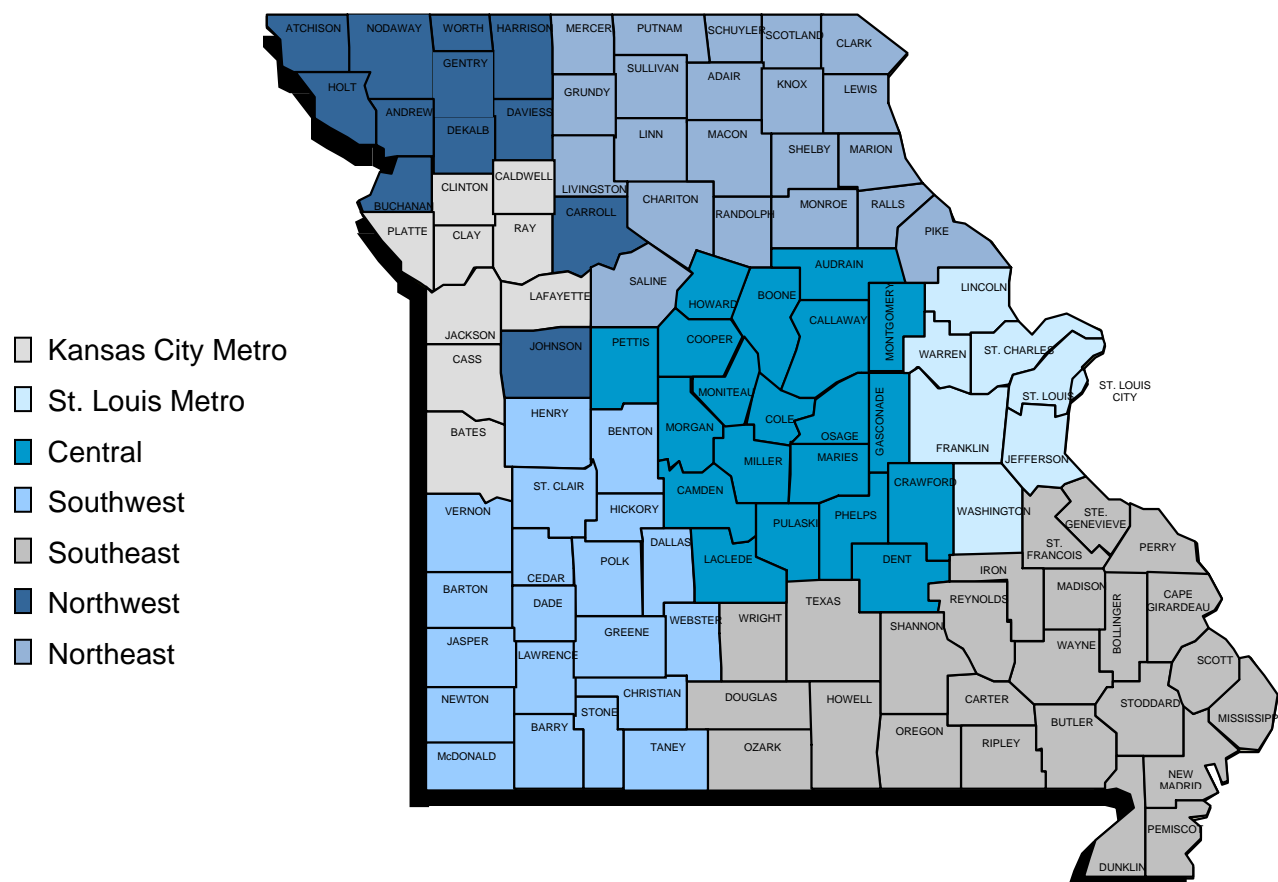 ATCHISON
NODAWAY
WORTH
HARRISON
MERCER
PUTNAM
SCHUYLER
SCOTLAND
CLARK
GENTRY
SULLIVAN
ADAIR
KNOX
LEWIS
HOLT
GRUNDY
ANDREW
DAVIESS
DEKALB
LINN
MACON
SHELBY
MARION
CALDWELL
CLINTON
LIVINGSTON
CHARITON
BUCHANAN
CARROLL
RANDOLPH
MONROE
RALLS
PLATTE
CLAY
RAY
PIKE
AUDRAIN
SALINE
LINCOLN
LAFAYETTE
HOWARD
BOONE
CALLAWAY
MONTGOMERY
JACKSON
JOHNSON
PETTIS
COOPER
WARREN
ST. CHARLES
Kansas City Metro
CASS
ST. LOUIS
CITY
St. Louis Metro
MONITEAU
ST. LOUIS
HENRY
BENTON
MORGAN
COLE
OSAGE
GASCONADE
BATES
FRANKLIN
Central
MILLER
MARIES
JEFFERSON
ST. CLAIR
CAMDEN
CRAWFORD
Southwest
VERNON
HICKORY
PULASKI
PHELPS
WASHINGTON
STE.
GENEVIEVE
Southeast
DALLAS
ST.
FRANCOIS
PERRY
POLK
LACLEDE
DENT
IRON
CEDAR
BARTON
MADISON
CAPE
GIRARDEAU
Northwest
DADE
TEXAS
REYNOLDS
BOLLINGER
WEBSTER
WRIGHT
SHANNON
GREENE
JASPER
WAYNE
Northeast
LAWRENCE
SCOTT
NEWTON
CHRISTIAN
DOUGLAS
HOWELL
CARTER
STODDARD
STONE
BUTLER
MISSISSIPPI
BARRY
OREGON
McDONALD
TANEY
OZARK
RIPLEY
NEW
MADRID
PEMISCOT
DUNKLIN